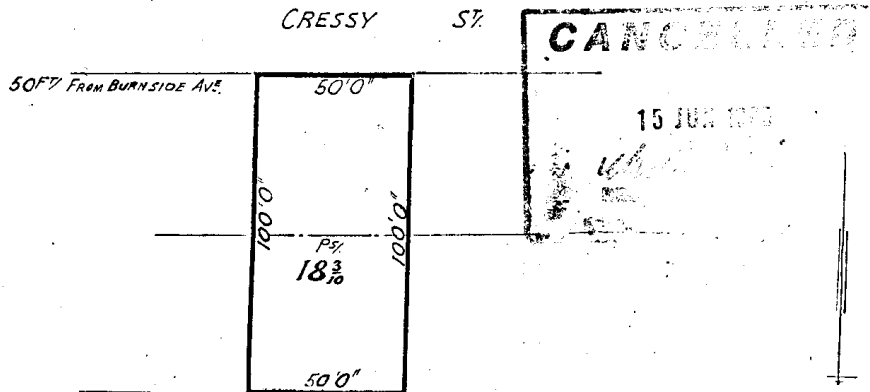 CRESSY ST.
CANCELLED
50FT FROM BURNSIDE AVE.
50'0"
15 JUN
100'0"
100'0"
Ps/.
18 3/10
50'0"